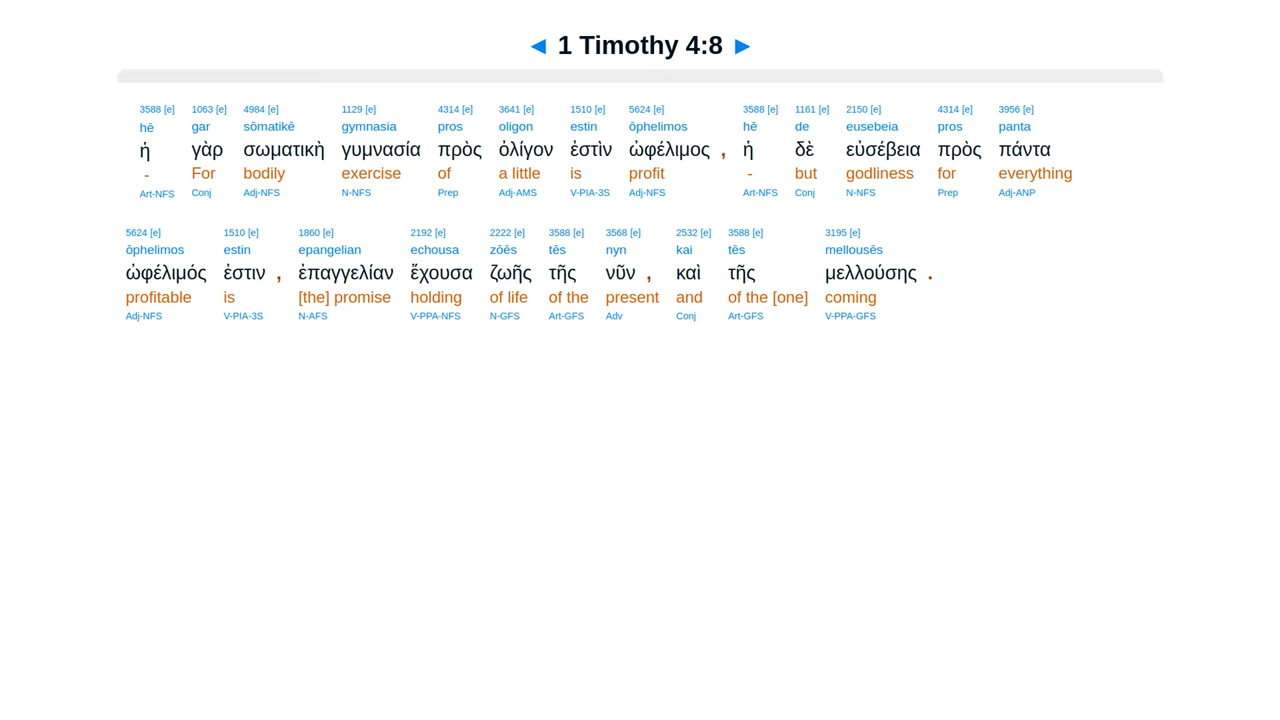 ◄ 1 Timothy 4:8 ►
3588 [e] 1063 [e] 4984 [e] 1129 [e] 4314 [e] 3641 [e] 1510 [e] 5624 [e] 3588 [e] 1161 [e] 2150 [e] 4314 [e] 3956 [e]
hē gar sōmatikē gymnasia pros oligon estin ōphelimos hē de eusebeia pros panta
ἡ γὰρ σωματικὴ γυμνασία πρὸς ὀλίγον ἐστὶν ὠφέλιμος , ἡ δὲ εὐσέβεια πρὸς πάντα
- For bodily exercise of a little is profit - but godliness for everything
Art-NFS Conj Adj-NFS N-NFS Prep Adj-AMS V-PIA-3S Adj-NFS Art-NFS Conj N-NFS Prep Adj-ANP
5624 [e] 1510 [e] 1860 [e] 2192 [e] 2222 [e] 3588 [e] 3568 [e] 2532 [e] 3588 [e] 3195 [e]
ōphelimos estin epangelian echousa zōēs tēs nyn kai tēs mellousēs
ὠφέλιμός ἐστιν , ἐπαγγελίαν ἔχουσα ζωῆς τῆς νῦν , καὶ τῆς μελλούσης .
profitable is [the] promise holding of life of the present and of the [one] coming
Adj-NFS V-PIA-3S N-AFS V-PPA-NFS N-GFS Art-GFS Adv Conj Art-GFS V-PPA-GFS